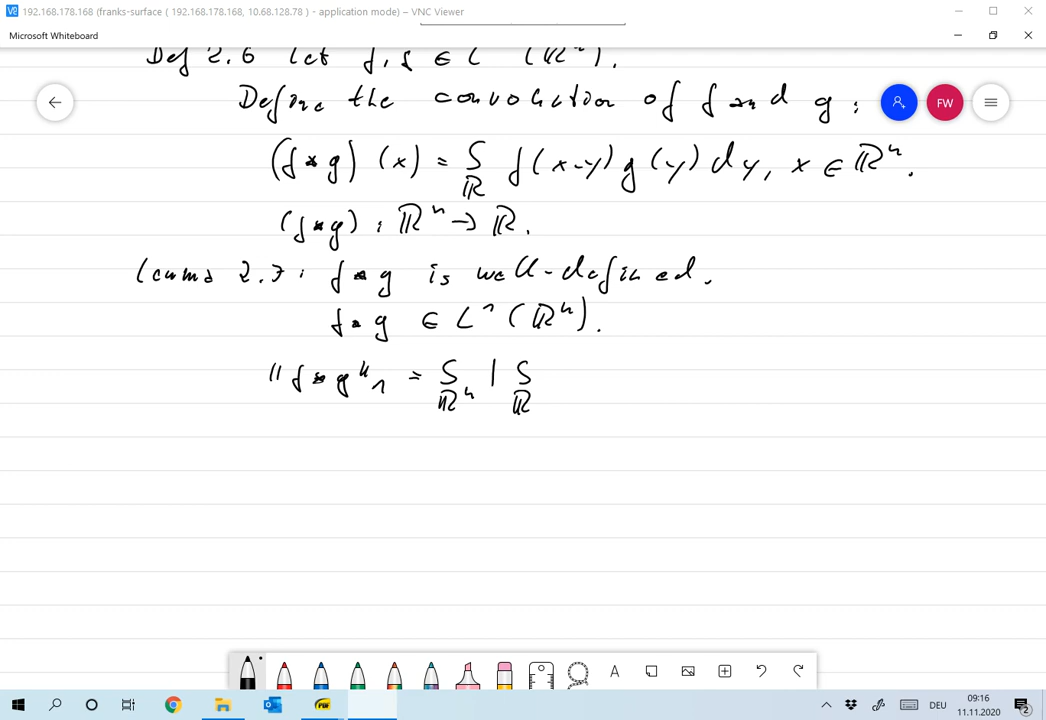 192.168.178.168 (franks-surface ( 192.168.178.168, 10.68.128.78 ) - application mode) – VNC Viewer
Microsoft Whiteboard
Def 2.6 Let f, g ∈ L (ℝⁿ).
Define the convolution of f and g :
(f*g) (x) = ∫_ℝ f(x-y) g(y) dy, x ∈ ℝⁿ.
(f*g) : ℝⁿ → ℝ.
Lemma 2.7: f*g is well-defined.
f*g ∈ L¹(ℝⁿ).
||f*g||₁ = ∫_ℝⁿ | ∫_ℝ
FW
A
DEU
09:16
11.11.2020
2